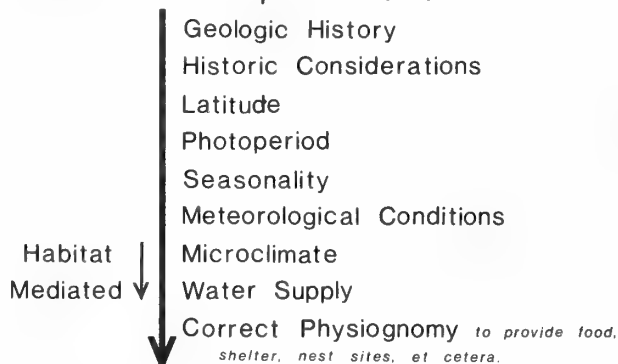 Geologic History
Historic Considerations
Latitude
Photoperiod
Seasonality
Meteorological Conditions
Habitat Microclimate
Mediated Water Supply
Correct Physiognomy to provide food,
shelter, nest sites, et cetera.